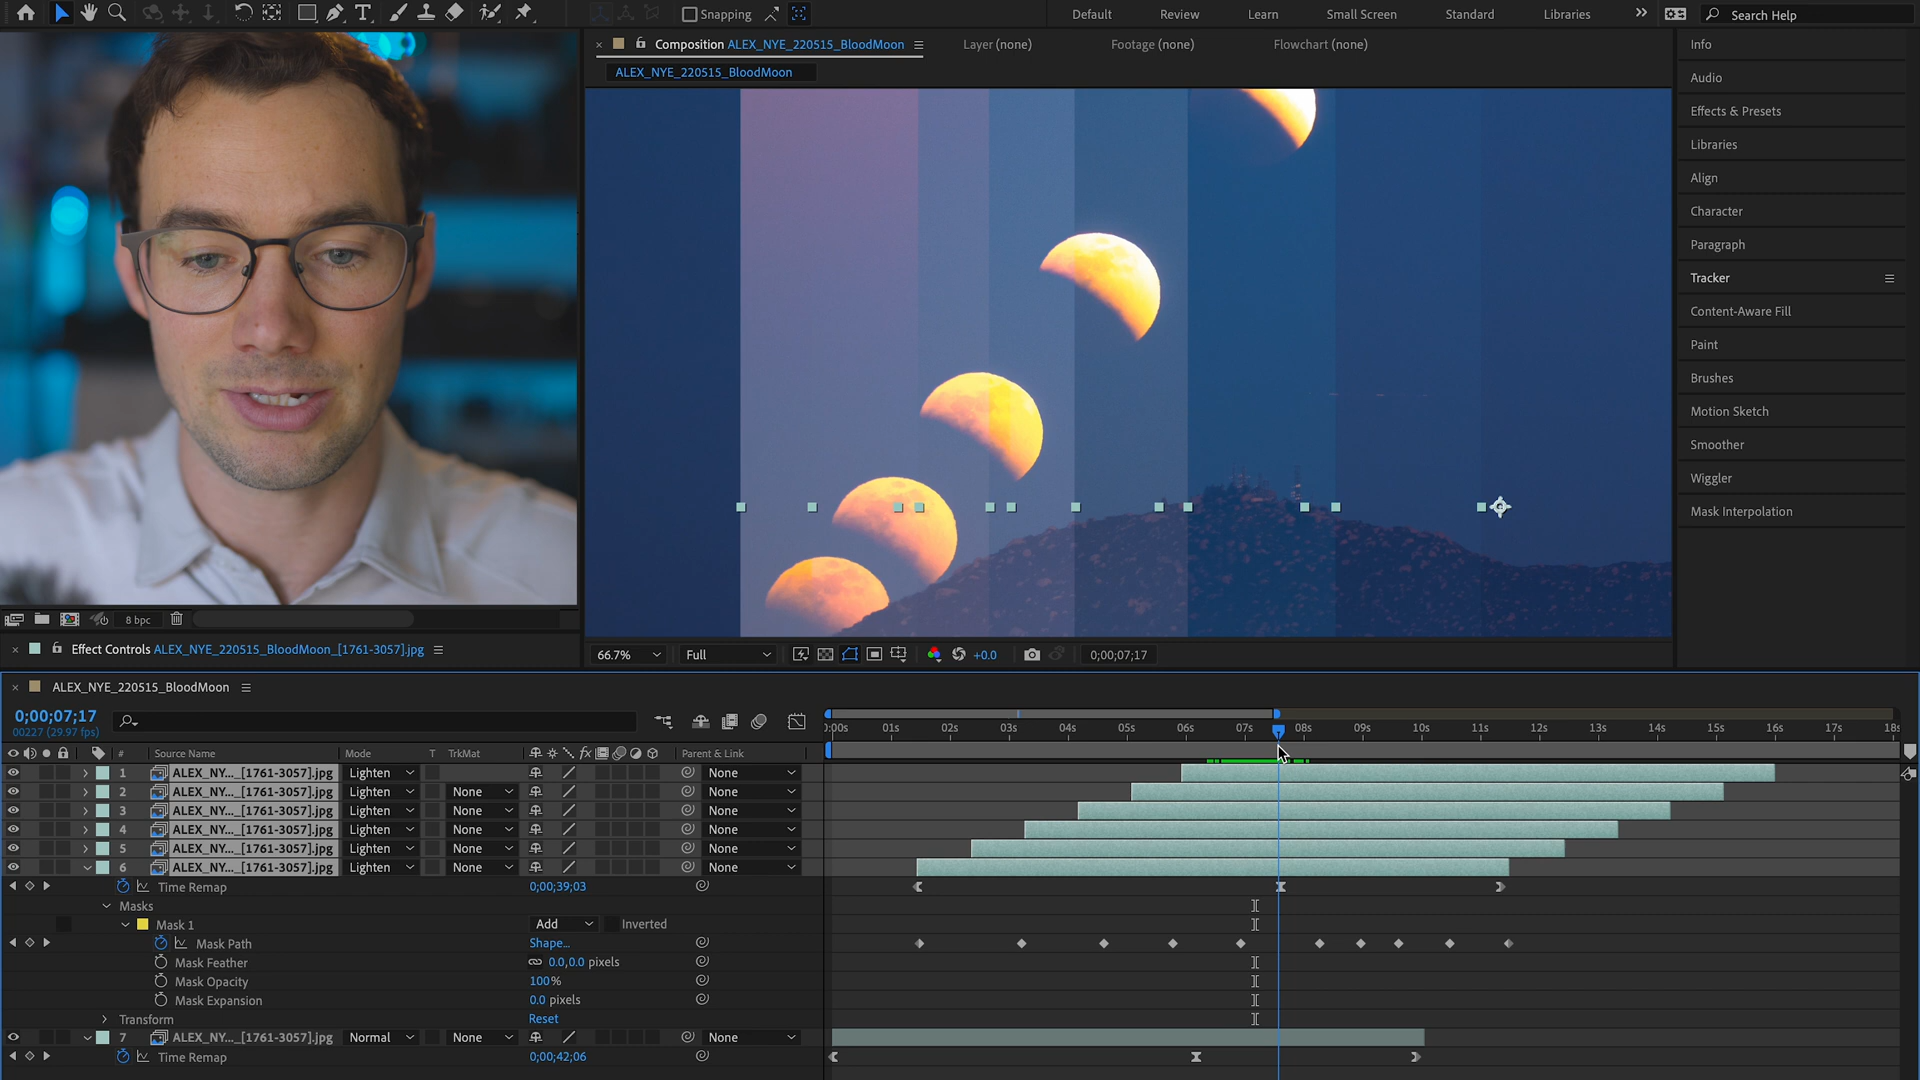 Snapping
Default
Review
Learn
Small Screen
Standard
Libraries
Search Help
Composition ALEX_NYE_220515_BloodMoon
Layer (none)
Footage (none)
Flowchart (none)
ALEX_NYE_220515_BloodMoon
Info
Audio
Effects & Presets
Libraries
Align
Character
Paragraph
Tracker
Content-Aware Fill
Paint
Brushes
Motion Sketch
Smoother
Wiggler
Mask Interpolation
8 bpc
Effect Controls ALEX_NYE_220515_BloodMoon_[1761-3057].jpg
66.7%
Full
+0.0
0;00;07;17
ALEX_NYE_220515_BloodMoon
0;00;07;17
00227 (29.97 fps)
0:00s 01s 02s 03s 04s 05s 06s 07s 08s 09s 10s 11s 12s 13s 14s 15s 16s 17s 18s
# Source Name Mode T TrkMat fx Parent & Link
1 ALEX_NY..._[1761-3057].jpg Lighten None
2 ALEX_NY..._[1761-3057].jpg Lighten None None
3 ALEX_NY..._[1761-3057].jpg Lighten None None
4 ALEX_NY..._[1761-3057].jpg Lighten None None
5 ALEX_NY..._[1761-3057].jpg Lighten None None
6 ALEX_NY..._[1761-3057].jpg Lighten None None
Time Remap 0;00;39;03
Masks
Mask 1 Add Inverted
Mask Path Shape...
Mask Feather 0.0,0.0 pixels
Mask Opacity 100%
Mask Expansion 0.0 pixels
Transform Reset
7 ALEX_NY..._[1761-3057].jpg Normal None None
Time Remap 0;00;42;06